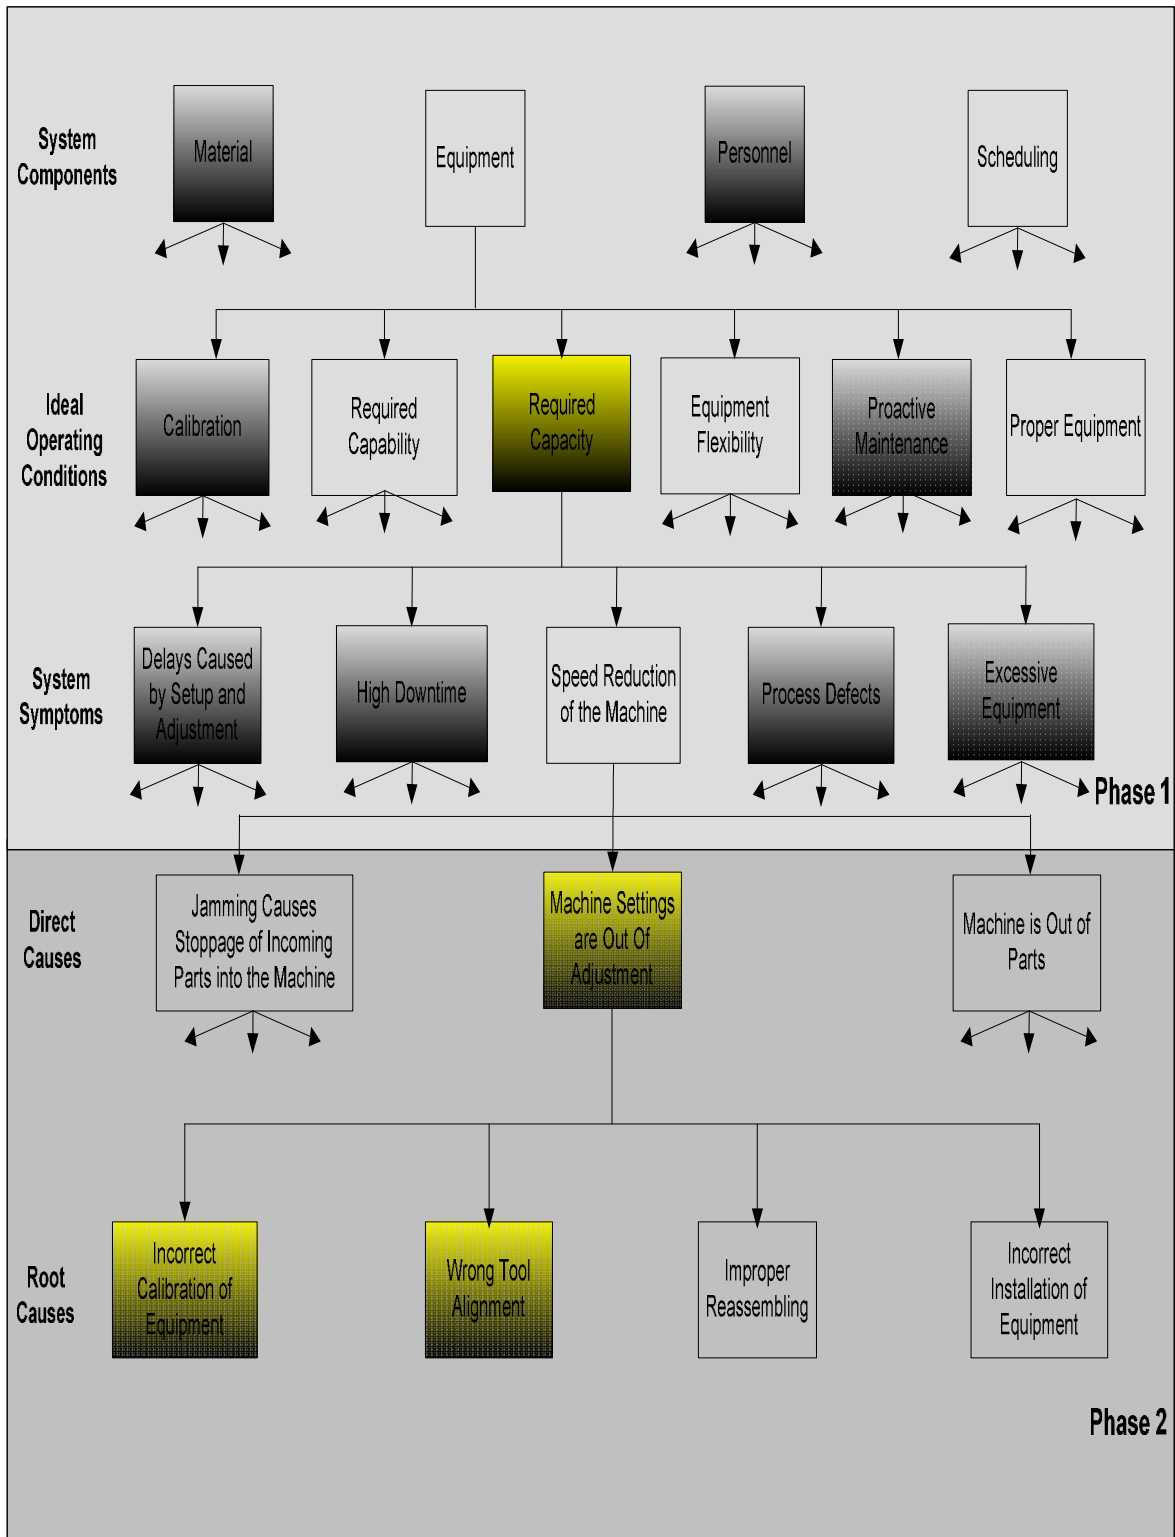 System
Components
Material
Equipment
Personnel
Scheduling
Ideal
Operating
Conditions
Calibration
Required
Capability
Required
Capacity
Equipment
Flexibility
Proactive
Maintenance
Proper Equipment
System
Symptoms
Delays Caused
by Setup and
Adjustment
High Downtime
Speed Reduction
of the Machine
Process Defects
Excessive
Equipment
Phase 1
Direct
Causes
Jamming Causes
Stoppage of Incoming
Parts into the Machine
Machine Settings
are Out Of
Adjustment
Machine is Out of
Parts
Root
Causes
Incorrect
Calibration of
Equipment
Wrong Tool
Alignment
Improper
Reassembling
Incorrect
Installation of
Equipment
Phase 2